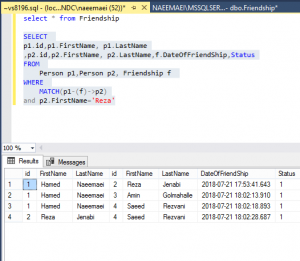 ~vs8196.sql - (loc...NDC\naeemaei (52))* NAEEMAEI\MSSQLSER...- dbo.Friendship*
select * from Friendship
SELECT
p1.id,p1.FirstName, p1.LastName
,p2.id,p2.FirstName, p2.LastName,f.DateOfFriendShip,Status
FROM
Person p1,Person p2, Friendship f
WHERE
MATCH(p1-(f)->p2)
and p2.FirstName='Reza'
100 %
Results Messages
id FirstName LastName id FirstName LastName DateOfFriendShip Status
1 1 Hamed Naeemaei 2 Reza Jenabi 2018-07-21 17:53:41.643 1
2 1 Hamed Naeemaei 3 Amin Golmahalle 2018-07-21 18:02:13.910 1
3 1 Hamed Naeemaei 4 Saeed Rezvani 2018-07-21 18:02:18.893 1
4 2 Reza Jenabi 4 Saeed Rezvani 2018-07-21 18:02:28.687 1